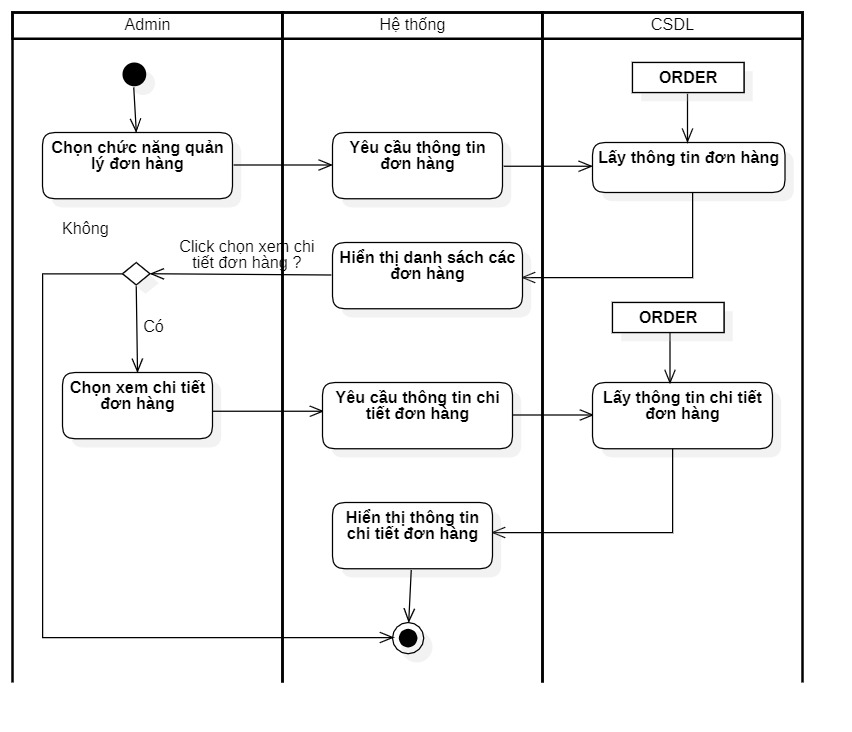 Admin
Hệ thống
CSDL
ORDER
Chọn chức năng quản
lý đơn hàng
Yêu cầu thông tin
đơn hàng
Lấy thông tin đơn hàng
Không
Click chọn xem chi
tiết đơn hàng ?
Hiển thị danh sách các
đơn hàng
ORDER
Có
Chọn xem chi tiết
đơn hàng
Yêu cầu thông tin chi
tiết đơn hàng
Lấy thông tin chi tiết
đơn hàng
Hiển thị thông tin
chi tiết đơn hàng